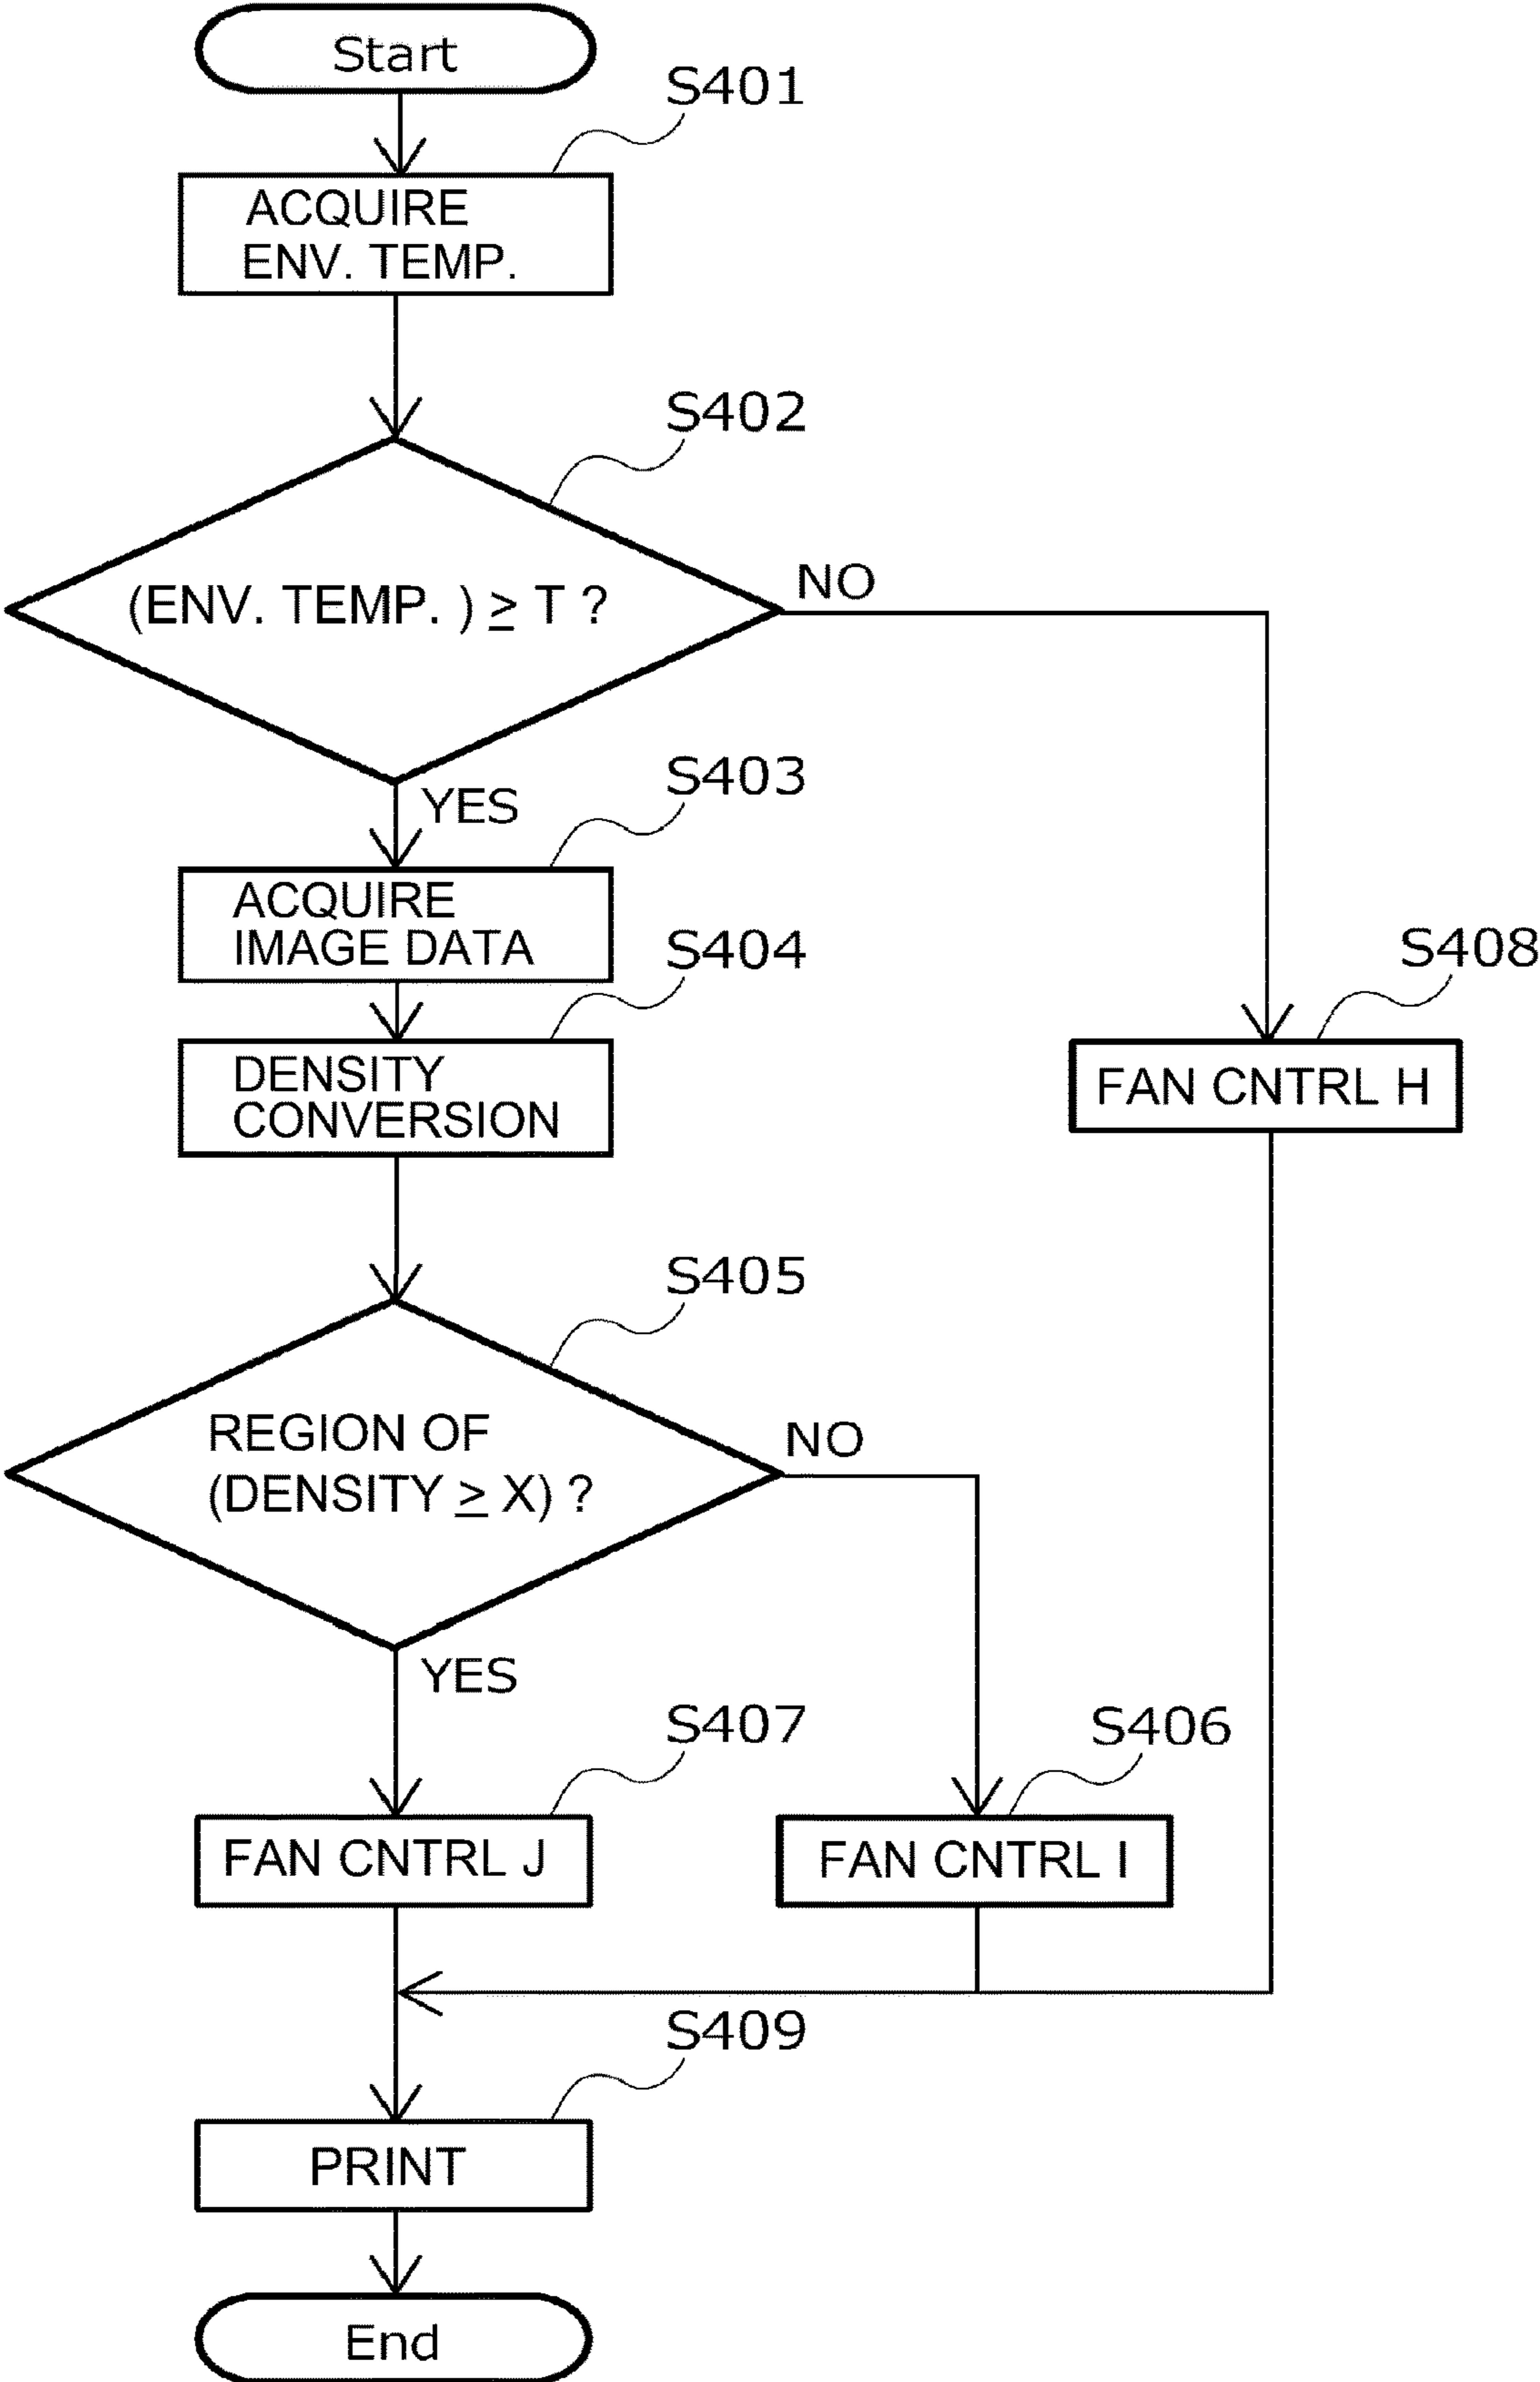 Start
S401
ACQUIRE
ENV. TEMP.
S402
(ENV. TEMP. ) ≥ T ?
NO
YES
S403
ACQUIRE
IMAGE DATA
S404
DENSITY
CONVERSION
S408
FAN CNTRL H
S405
REGION OF
(DENSITY ≥ X) ?
NO
YES
S407
FAN CNTRL J
S406
FAN CNTRL I
S409
PRINT
End